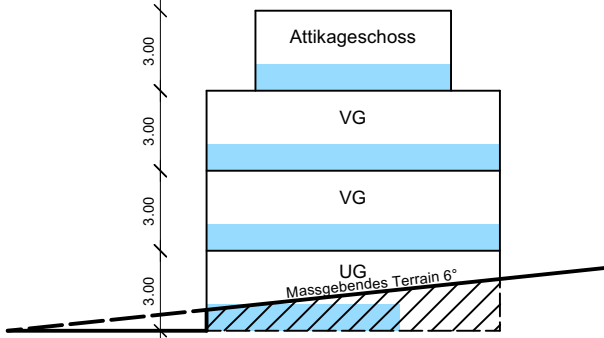 3.00
Attikageschoss
3.00
VG
3.00
VG
3.00
UG
Massgebendes Terrain 6°